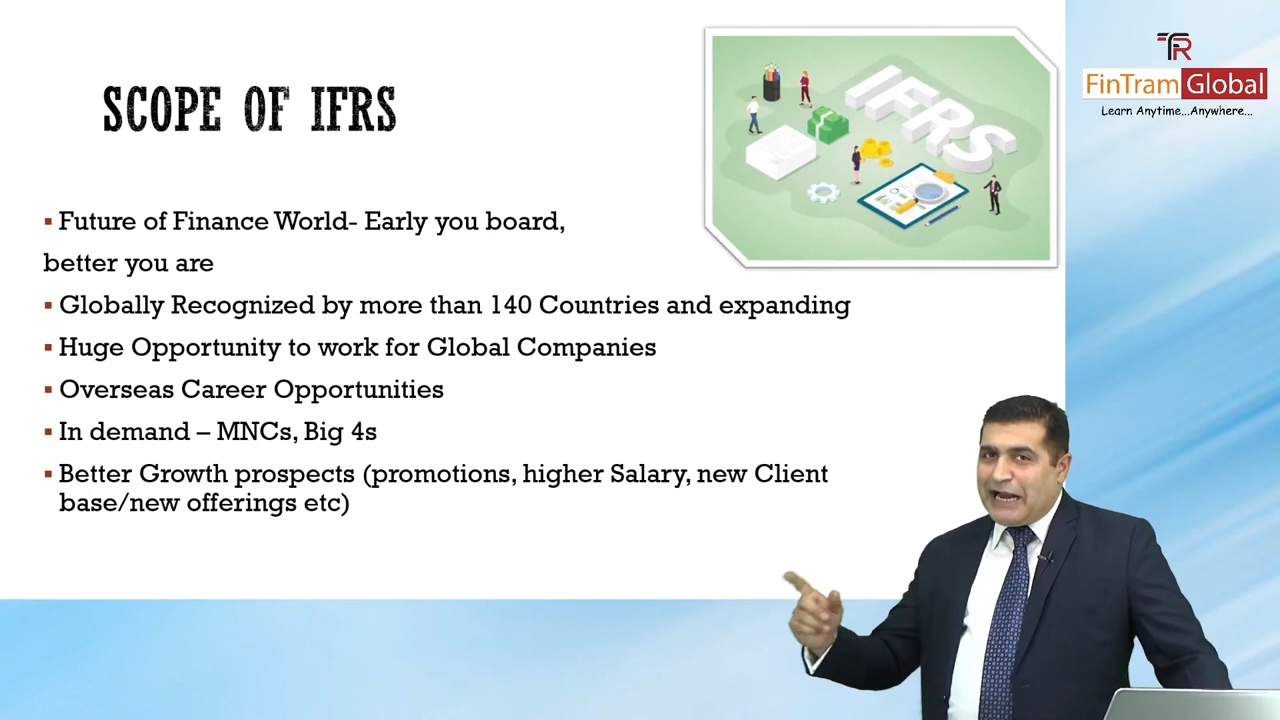 SCOPE OF IFRS
IFRS
TR
FinTram Global
Learn Anytime...Anywhere...
▪ Future of Finance World- Early you board,
better you are
▪ Globally Recognized by more than 140 Countries and expanding
▪ Huge Opportunity to work for Global Companies
▪ Overseas Career Opportunities
▪ In demand – MNCs, Big 4s
▪ Better Growth prospects (promotions, higher Salary, new Client
base/new offerings etc)